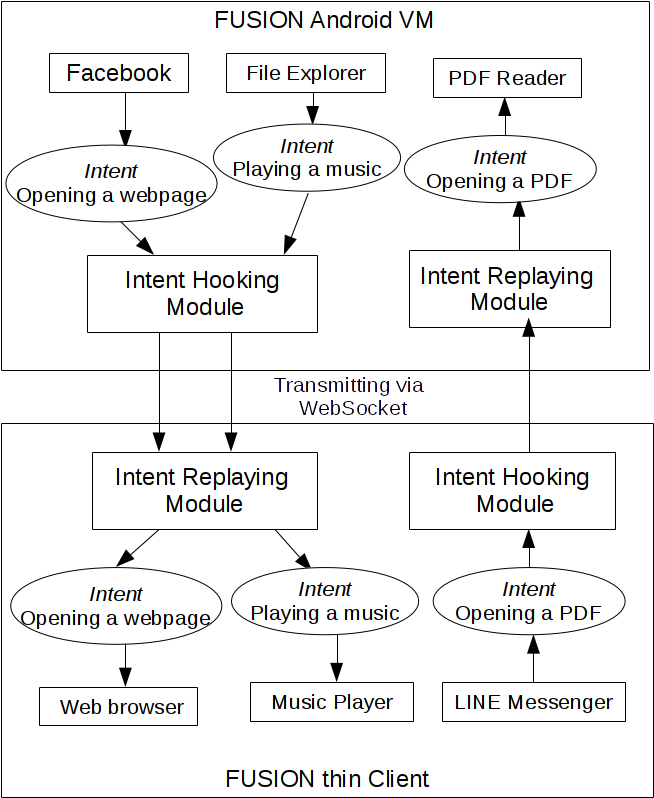 FUSION Android VM
Facebook
File Explorer
PDF Reader
Intent
Opening a webpage
Intent
Playing a music
Intent
Opening a PDF
Intent Hooking
Module
Intent Replaying
Module
Transmitting via
WebSocket
Intent Replaying
Module
Intent Hooking
Module
Intent
Opening a webpage
Intent
Playing a music
Intent
Opening a PDF
Web browser
Music Player
LINE Messenger
FUSION thin Client